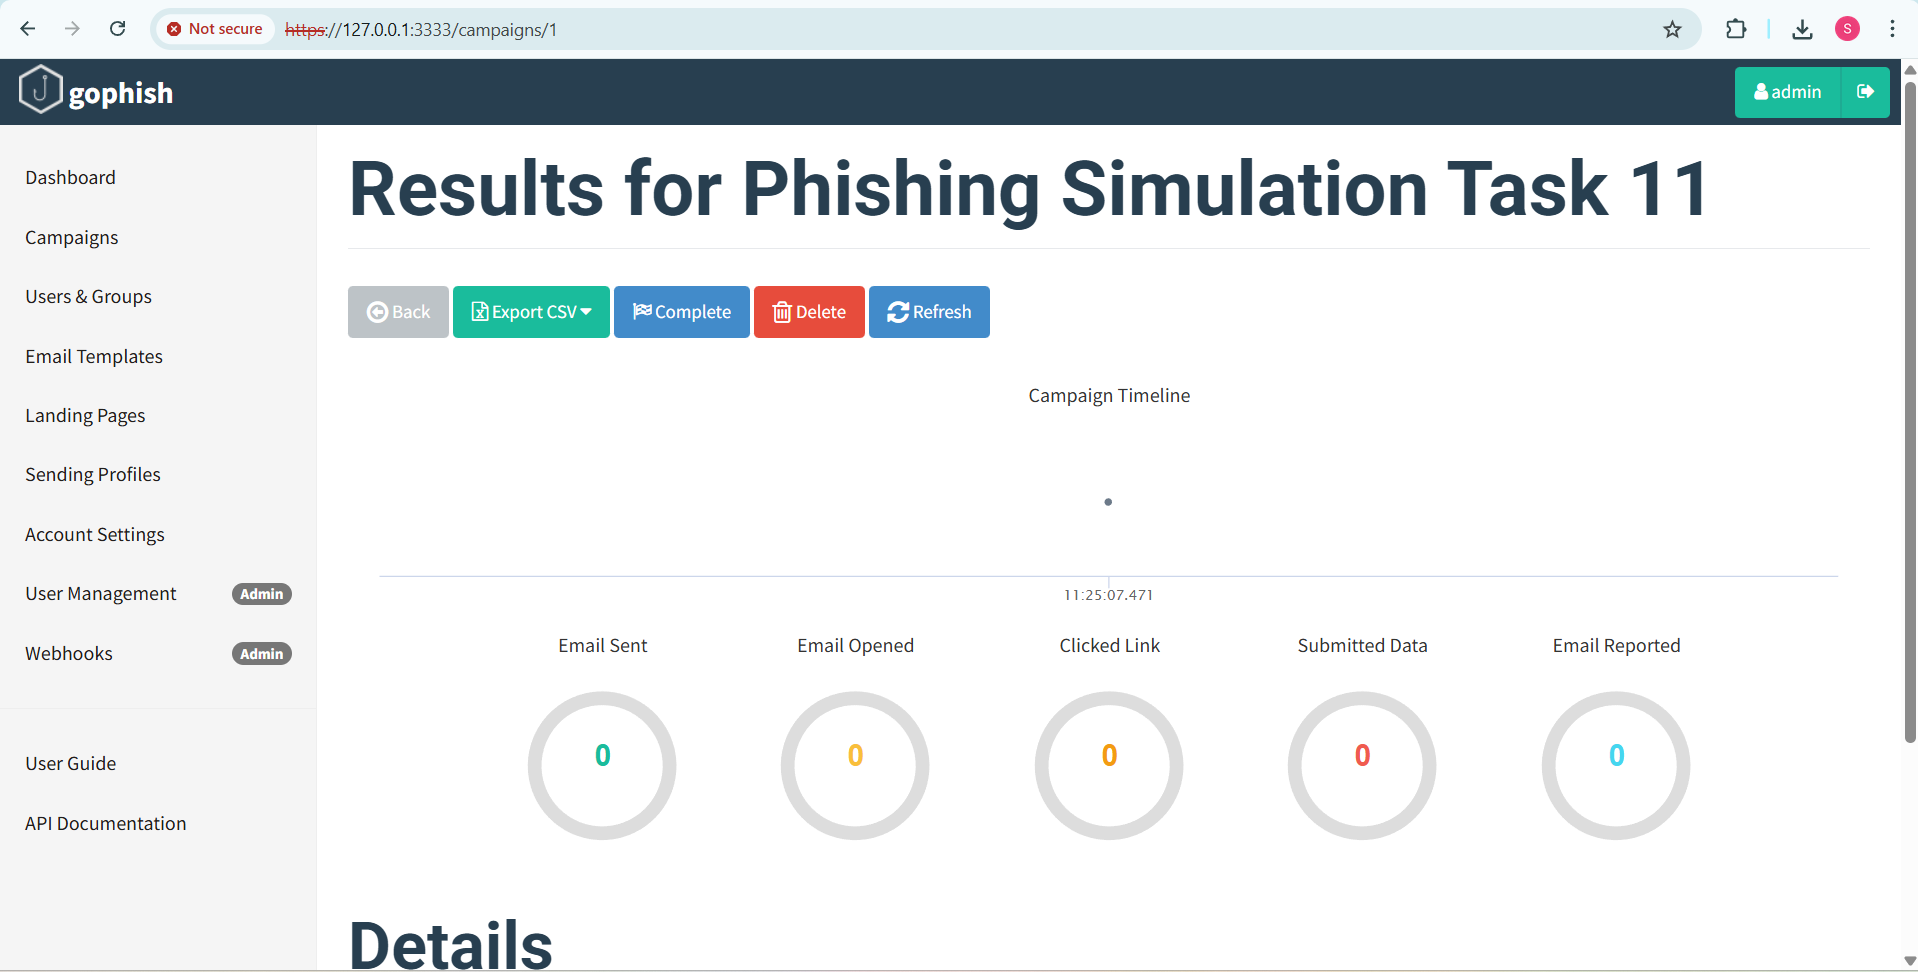 Not secure https://127.0.0.1:3333/campaigns/1 S
gophish
admin
Dashboard
Campaigns
Users & Groups
Email Templates
Landing Pages
Sending Profiles
Account Settings
User Management Admin
Webhooks Admin
User Guide
API Documentation
Results for Phishing Simulation Task 11
Back Export CSV Complete Delete Refresh
Campaign Timeline
11:25:07.471
Email Sent Email Opened Clicked Link Submitted Data Email Reported
0 0 0 0 0
Details